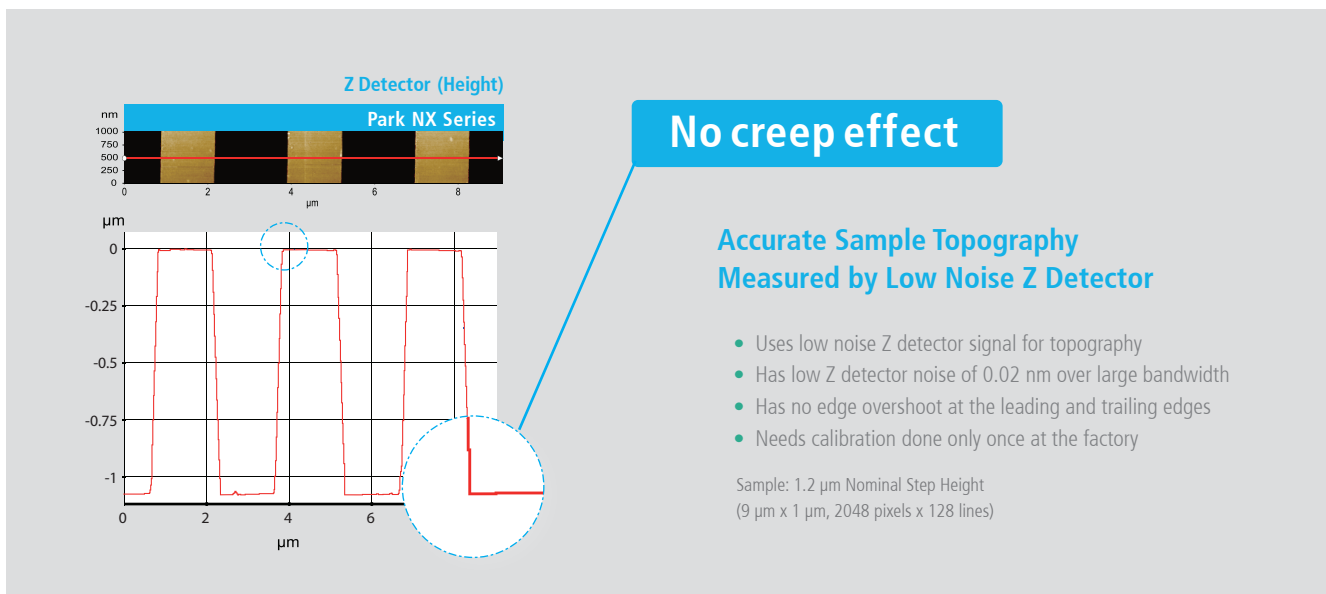 Z Detector (Height)
Park NX Series
nm
1000
750
500
250
0
0 2 4 6 8
µm
µm
0
-0.25
-0.5
-0.75
-1
0 2 4 6
µm
No creep effect
Accurate Sample Topography
Measured by Low Noise Z Detector
• Uses low noise Z detector signal for topography
• Has low Z detector noise of 0.02 nm over large bandwidth
• Has no edge overshoot at the leading and trailing edges
• Needs calibration done only once at the factory
Sample: 1.2 µm Nominal Step Height
(9 µm x 1 µm, 2048 pixels x 128 lines)